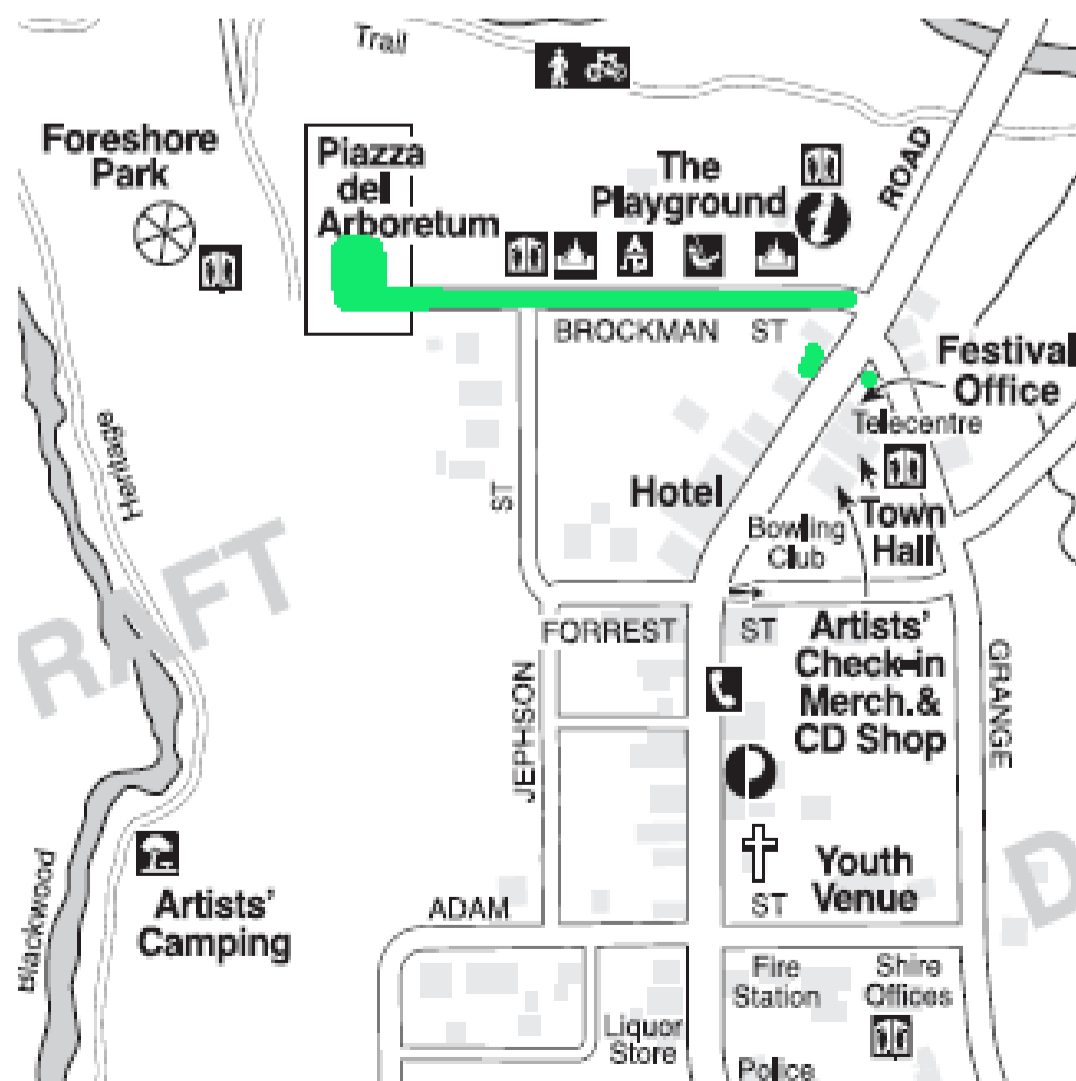 Trail
Foreshore
Park
Piazza
del
Arboretum
The
Playground
ROAD
BROCKMAN ST
Festival
Office
Telecentre
Heritage
ST
Hotel
Town
Hall
Bowling
Club
RAFT
FORREST ST
Artists'
Check-in
Merch.&
CD Shop
GRANGE
JEPHSON
Blackwood
Artists'
Camping
ADAM ST
Youth
Venue
D
Fire
Station
Shire
Offices
Liquor
Store
Police